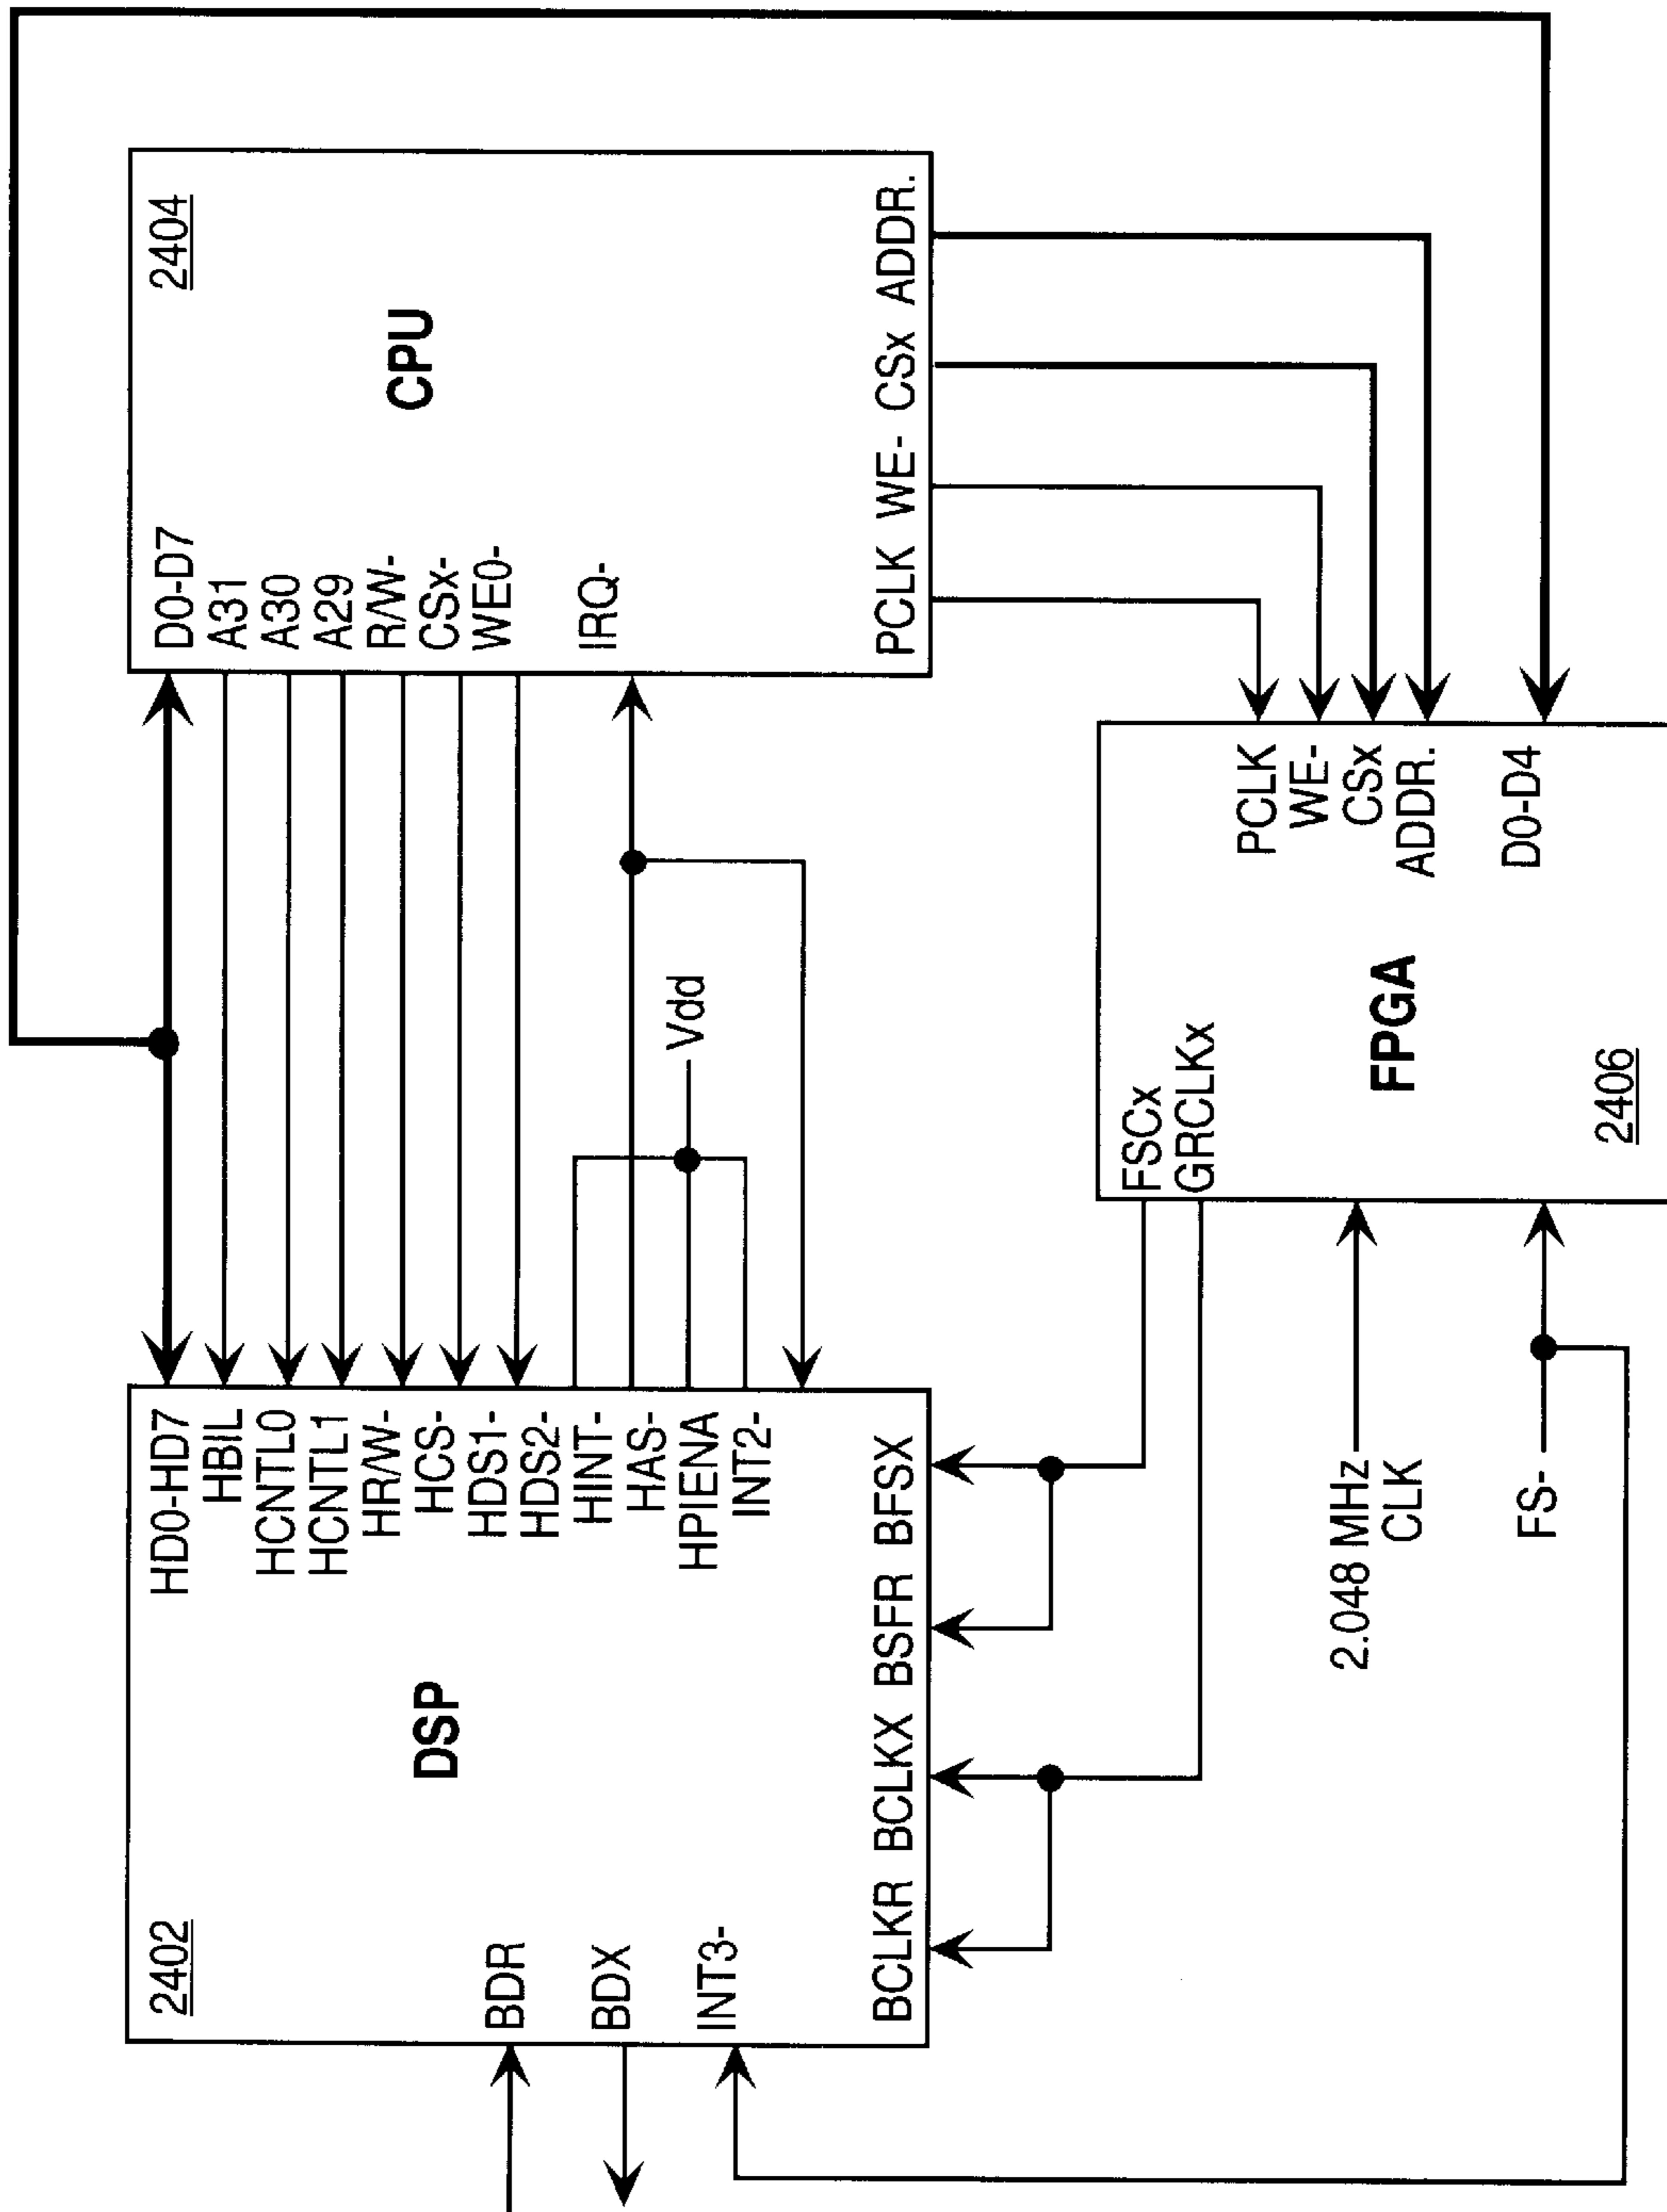 2402
DSP
BDR
BDX
INT3-
HD0-HD7
HBIL
HCNTL0
HCNTL1
HR/W-
HCS-
HDS1-
HDS2-
HINT-
HAS-
HPIENA
INT2-
BCLKR BCLKX BSFR BFSX
Vdd
2404
CPU
D0-D7
A31
A30
A29
R/W-
CSx-
WE0-
IRQ-
PCLK WE- CSx ADDR.
FSCx
GRCLKx
FPGA
2406
PCLK
WE-
CSx
ADDR.
D0-D4
2.048 MHz
CLK
FS-